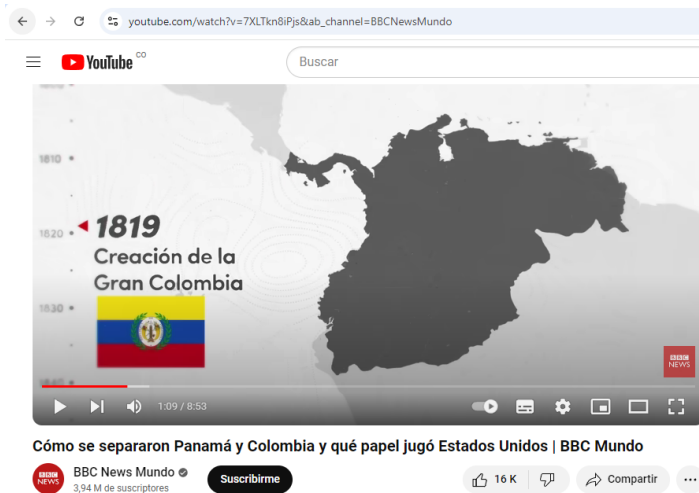 youtube.com/watch?v=7XLTkn8iPjs&ab_channel=BBCNewsMundo
YouTube CO
Buscar
1810
1819
1820
Creación de la
Gran Colombia
1830
BBC
NEWS
1:09 / 8:53
Cómo se separaron Panamá y Colombia y qué papel jugó Estados Unidos | BBC Mundo
BBC
NEWS
BBC News Mundo
3,94 M de suscriptores
Suscribirme
16 K
Compartir